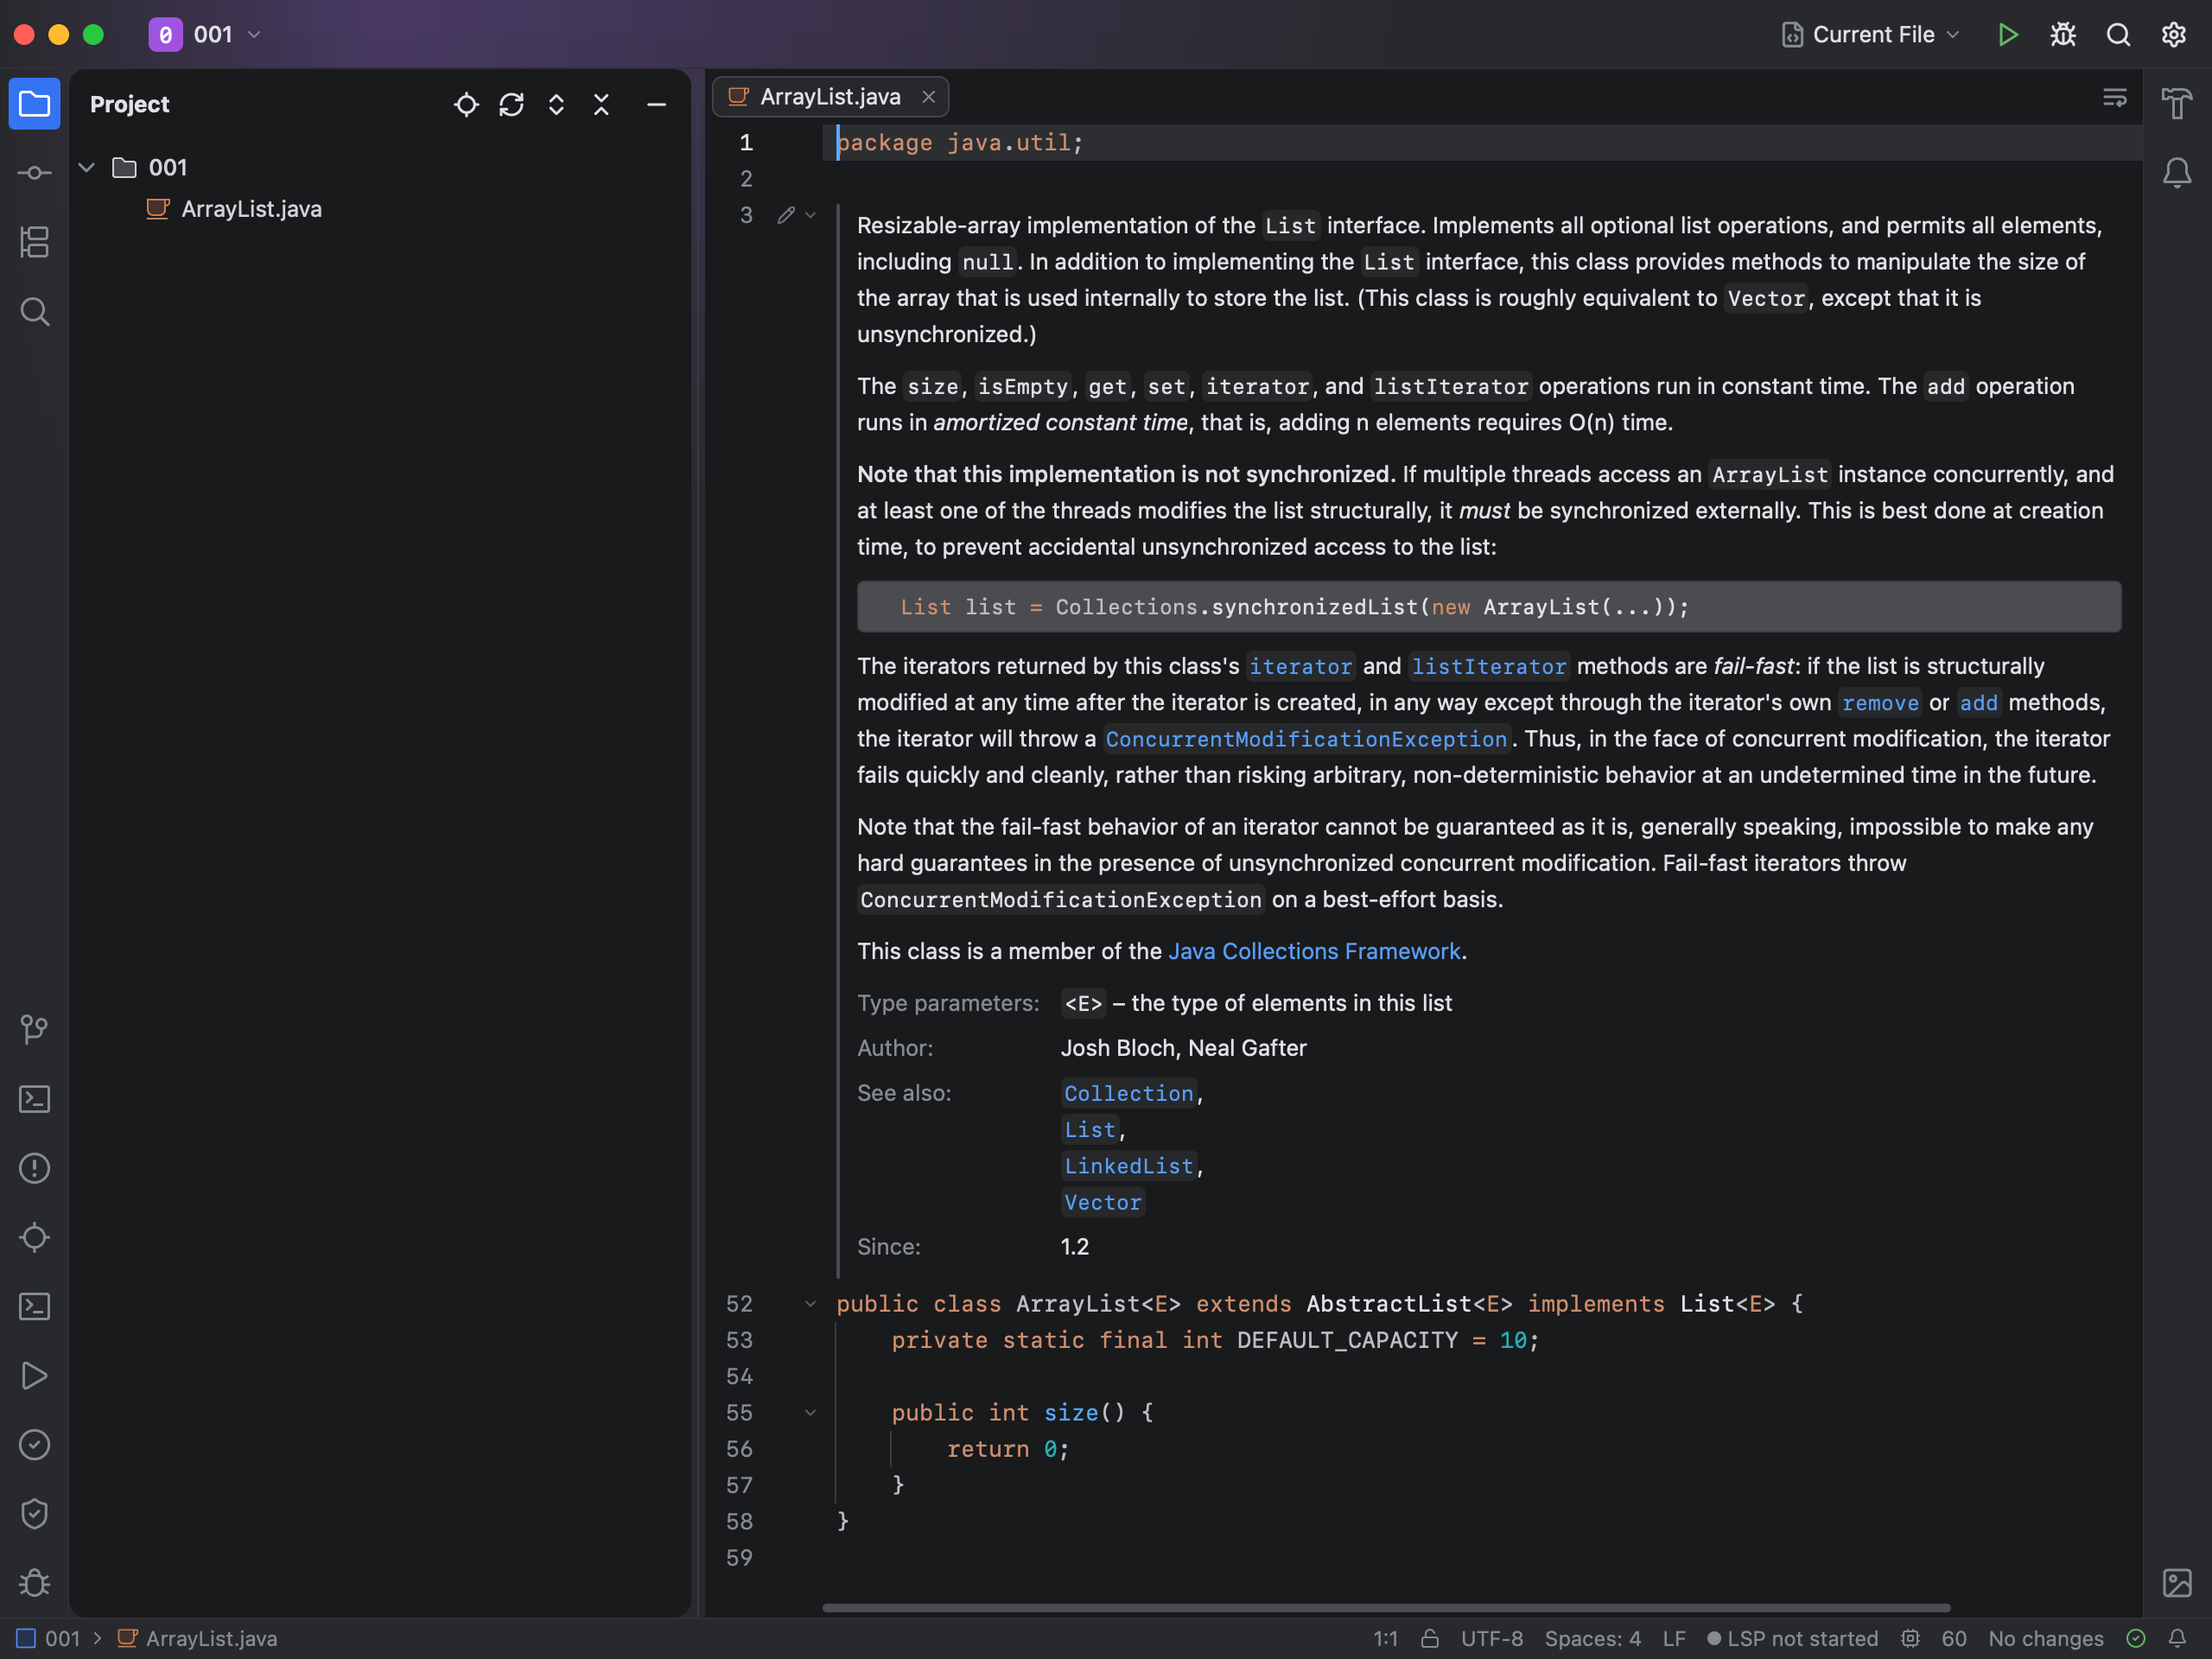 0 001 Current File
Project
ArrayList.java
001
ArrayList.java
1 package java.util;
2
3
Resizable-array implementation of the List interface. Implements all optional list operations, and permits all elements,
including null. In addition to implementing the List interface, this class provides methods to manipulate the size of
the array that is used internally to store the list. (This class is roughly equivalent to Vector, except that it is
unsynchronized.)
The size, isEmpty, get, set, iterator, and listIterator operations run in constant time. The add operation
runs in amortized constant time, that is, adding n elements requires O(n) time.
Note that this implementation is not synchronized. If multiple threads access an ArrayList instance concurrently, and
at least one of the threads modifies the list structurally, it must be synchronized externally. This is best done at creation
time, to prevent accidental unsynchronized access to the list:
List list = Collections.synchronizedList(new ArrayList(...));
The iterators returned by this class's iterator and listIterator methods are fail-fast: if the list is structurally
modified at any time after the iterator is created, in any way except through the iterator's own remove or add methods,
the iterator will throw a ConcurrentModificationException. Thus, in the face of concurrent modification, the iterator
fails quickly and cleanly, rather than risking arbitrary, non-deterministic behavior at an undetermined time in the future.
Note that the fail-fast behavior of an iterator cannot be guaranteed as it is, generally speaking, impossible to make any
hard guarantees in the presence of unsynchronized concurrent modification. Fail-fast iterators throw
ConcurrentModificationException on a best-effort basis.
This class is a member of the Java Collections Framework.
Type parameters: <E> – the type of elements in this list
Author: Josh Bloch, Neal Gafter
See also: Collection,
List,
LinkedList,
Vector
Since: 1.2
52 public class ArrayList<E> extends AbstractList<E> implements List<E> {
53 private static final int DEFAULT_CAPACITY = 10;
54
55 public int size() {
56 return 0;
57 }
58 }
59
001 > ArrayList.java 1:1 UTF-8 Spaces: 4 LF LSP not started 60 No changes